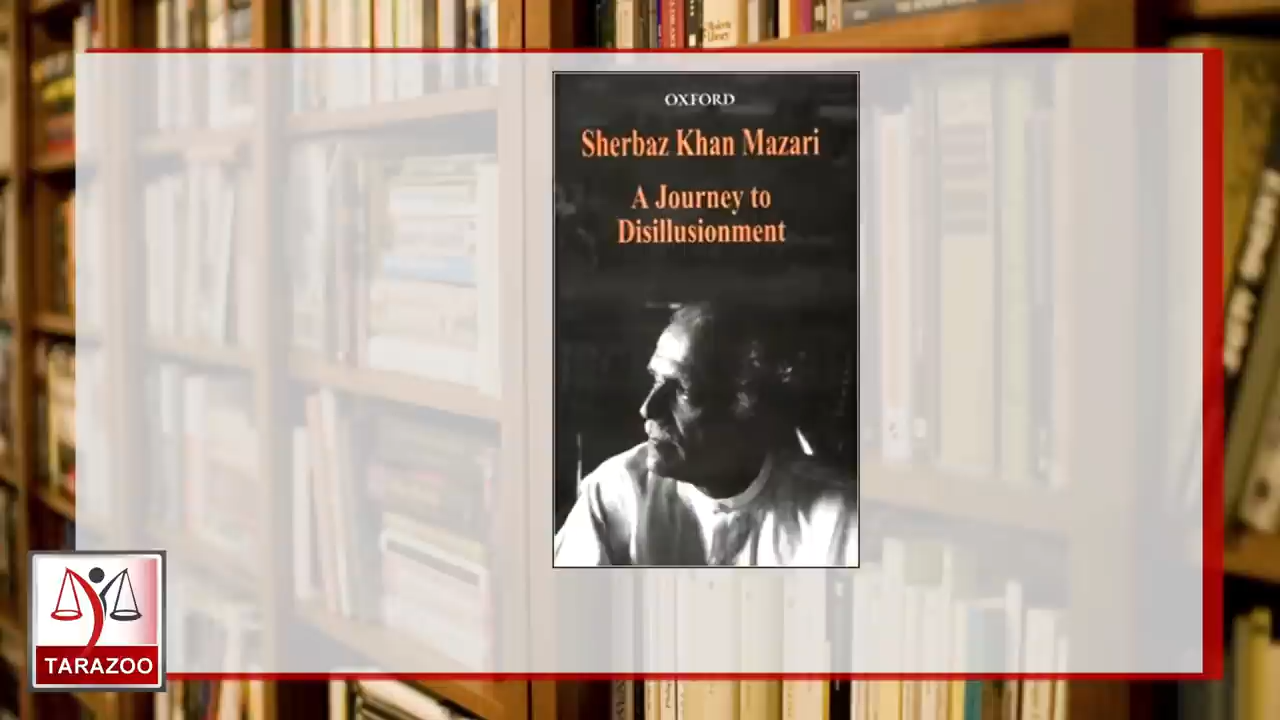 OXFORD
Sherbaz Khan Mazari
A Journey to
Disillusionment
TARAZOO